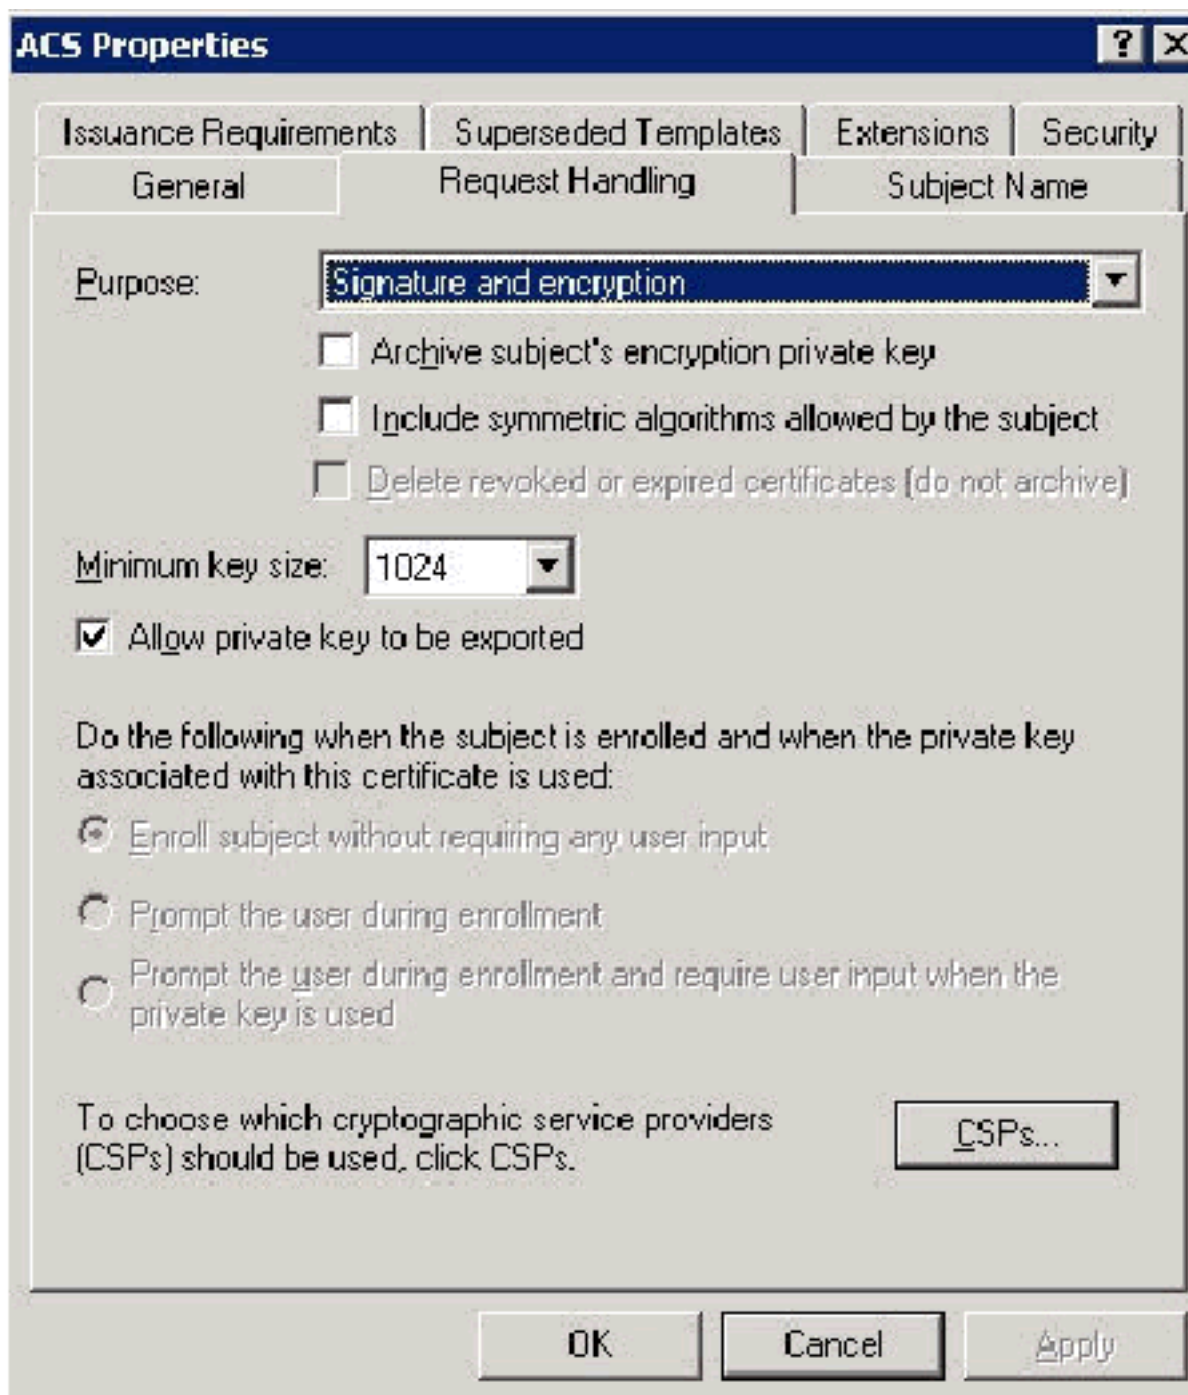 ACS Properties
Issuance Requirements
Superseded Templates
Extensions
Security
General
Request Handling
Subject Name
Purpose:
Signature and encryption
Archive subject's encryption private key
Include symmetric algorithms allowed by the subject
Delete revoked or expired certificates (do not archive)
Minimum key size:
1024
Allow private key to be exported
Do the following when the subject is enrolled and when the private key
associated with this certificate is used:
Enroll subject without requiring any user input
Prompt the user during enrollment
Prompt the user during enrollment and require user input when the
private key is used
To choose which cryptographic service providers
(CSPs) should be used, click CSPs.
CSPs...
OK
Cancel
Apply